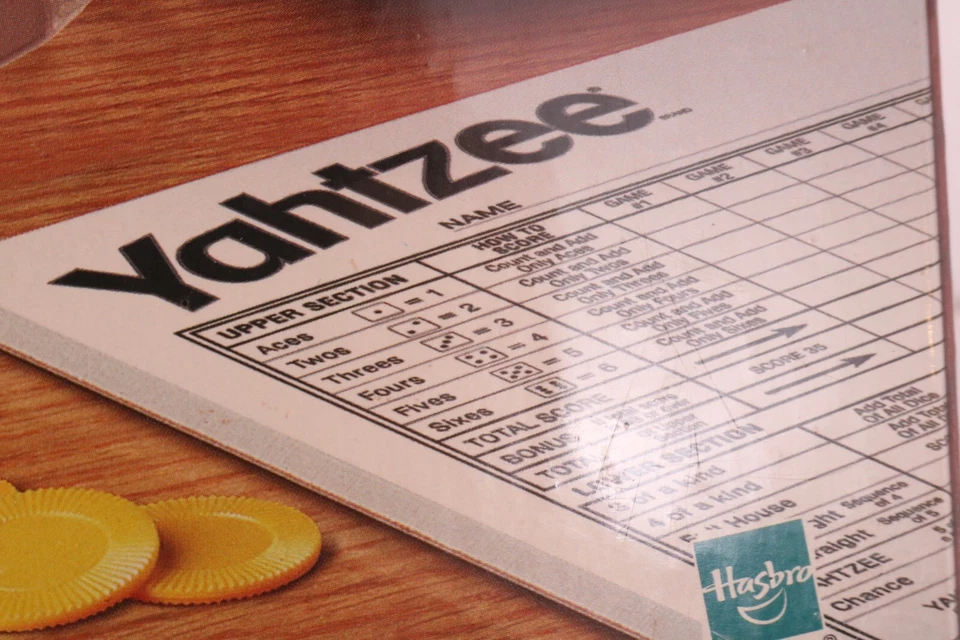 Yahtzee®
BRAND
NAME
UPPER SECTION HOW TO SCORE GAME #1 GAME #2 GAME #3 GAME #4
Aces = 1 Count and Add Only Aces
Twos = 2 Count and Add Only Twos
Threes = 3 Count and Add Only Threes
Fours = 4 Count and Add Only Fours
Fives = 5 Count and Add Only Fives
Sixes = 6 Count and Add Only Sixes
TOTAL SCORE
BONUS SCORE 35
TOTAL
LOWER SECTION
3 of a kind Add Total Of All Dice
4 of a kind Add Total Of All
House
Sequence of 4
raight Sequence of 5
HTZEE
Chance
Hasbro
®